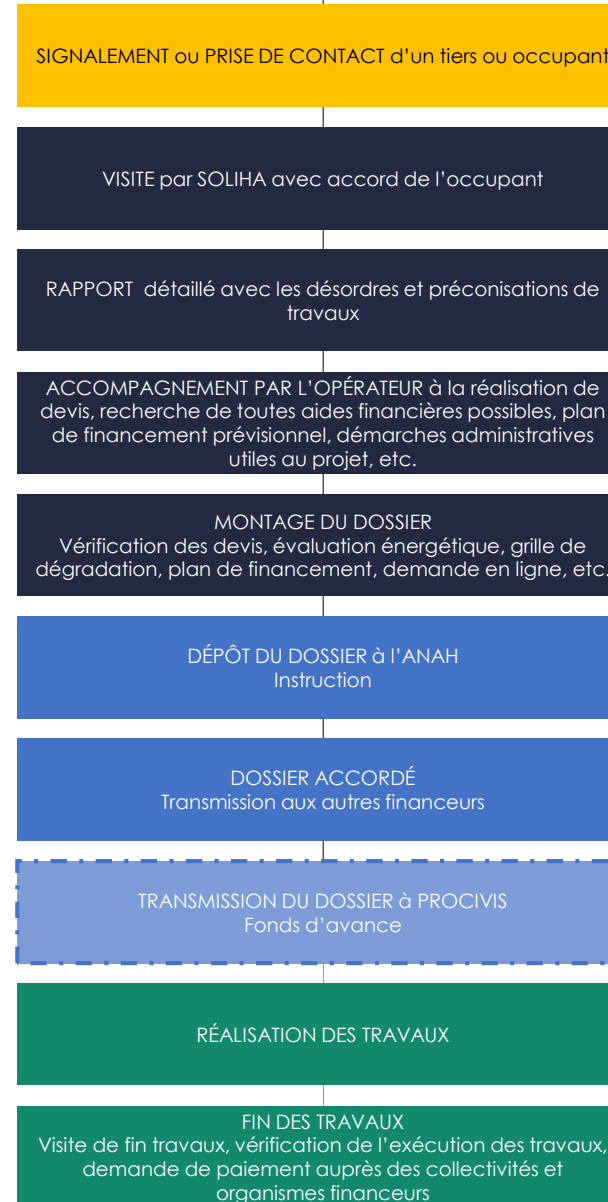 SIGNALEMENT ou PRISE DE CONTACT d’un tiers ou occupant
VISITE par SOLIHA avec accord de l’occupant
RAPPORT détaillé avec les désordres et préconisations de
travaux
ACCOMPAGNEMENT PAR L’OPÉRATEUR à la réalisation de
devis, recherche de toutes aides financières possibles, plan
de financement prévisionnel, démarches administratives
utiles au projet, etc.
MONTAGE DU DOSSIER
Vérification des devis, évaluation énergétique, grille de
dégradation, plan de financement, demande en ligne, etc.
DÉPÔT DU DOSSIER à l’ANAH
Instruction
DOSSIER ACCORDÉ
Transmission aux autres financeurs
TRANSMISSION DU DOSSIER à PROCIVIS
Fonds d’avance
RÉALISATION DES TRAVAUX
FIN DES TRAVAUX
Visite de fin travaux, vérification de l’exécution des travaux,
demande de paiement auprès des collectivités et
organismes financeurs